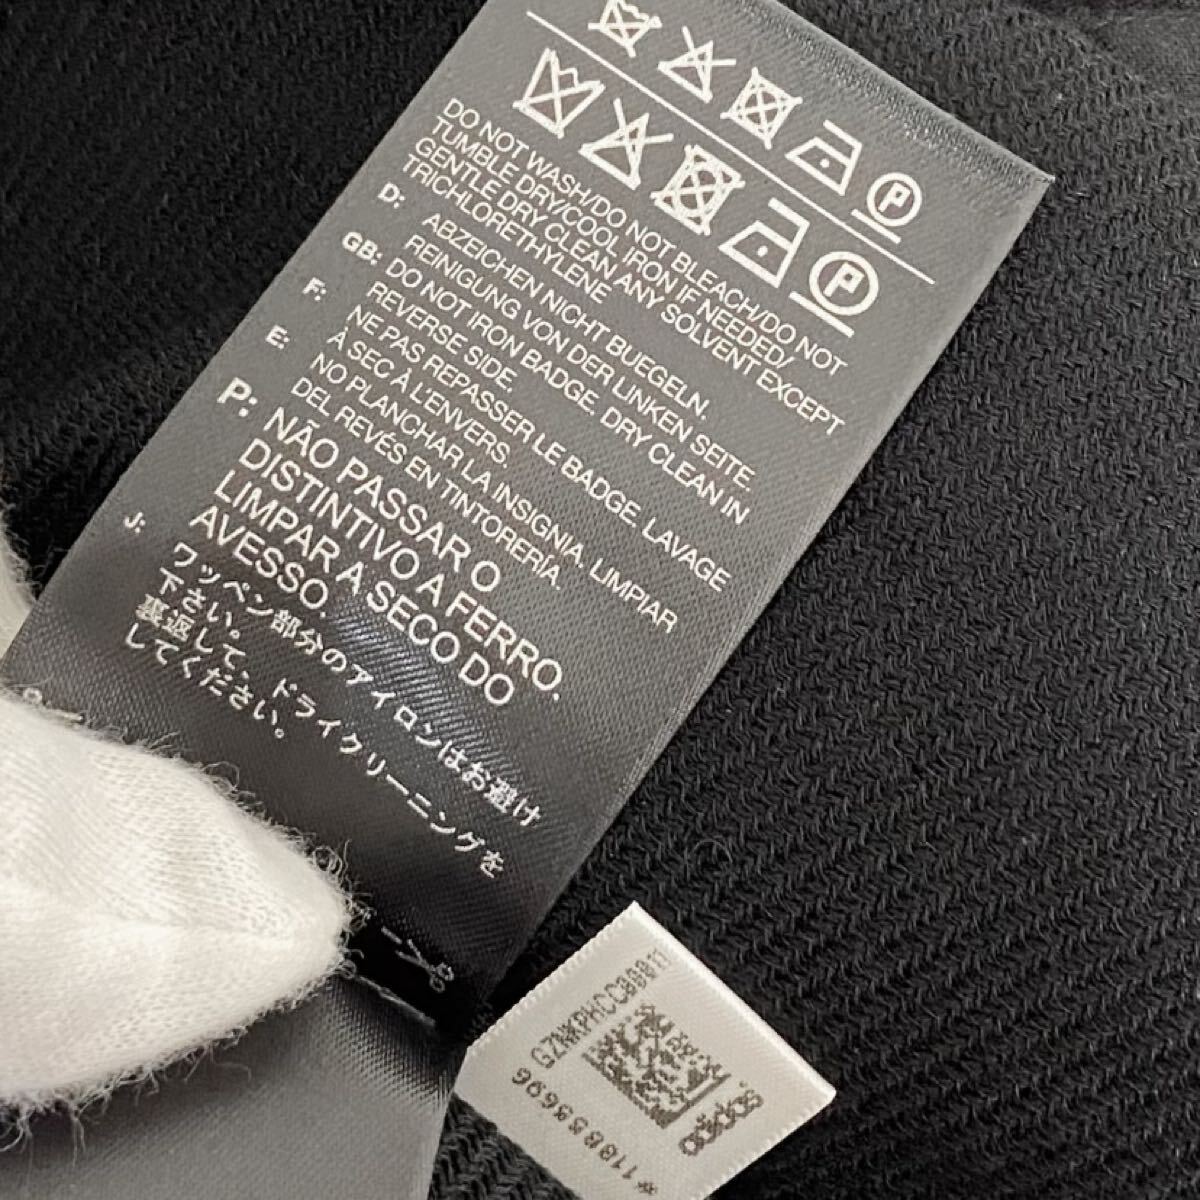 DO NOT WASH/DO NOT BLEACH/DO NOT
TUMBLE DRY/COOL IRON IF NEEDED/
GENTLE DRY CLEAN ANY SOLVENT EXCEPT
TRICHLORETHYLENE
D: ABZEICHEN NICHT BUEGELN.
REINIGUNG VON DER LINKEN SEITE.
GB: DO NOT IRON BADGE. DRY CLEAN IN
REVERSE SIDE.
F: NE PAS REPASSER LE BADGE. LAVAGE
À SEC À L'ENVERS.
E: NO PLANCHAR LA INSIGNIA. LIMPIAR
DEL REVÉS EN TINTORERÍA.
P: NÃO PASSAR O
DISTINTIVO A FERRO.
LIMPAR A SECO DO
AVESSO.
J: ワッペン部分のアイロンはお避け
下さい。
裏返して、ドライクリーニングを
してください。
adidas